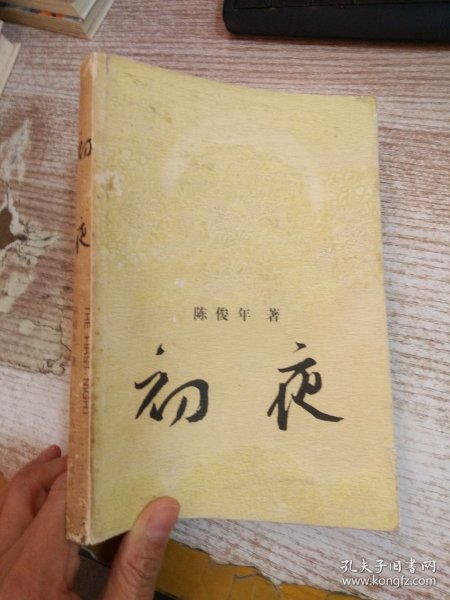 初夜
THE FIRST NIGHT
陈俊年 著
初夜
孔夫子旧书网
www.kongfz.com